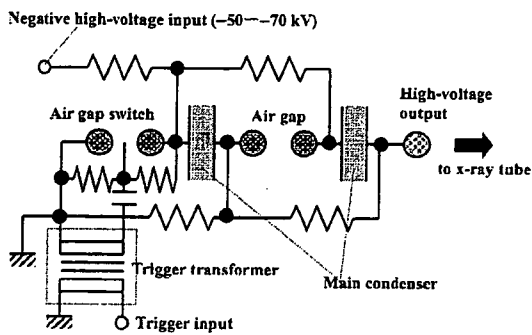 Negative high-voltage input (−50∼−70 kV)
Air gap switch
Air gap
High-voltage
output
to x-ray tube
Trigger transformer
Main condenser
Trigger input